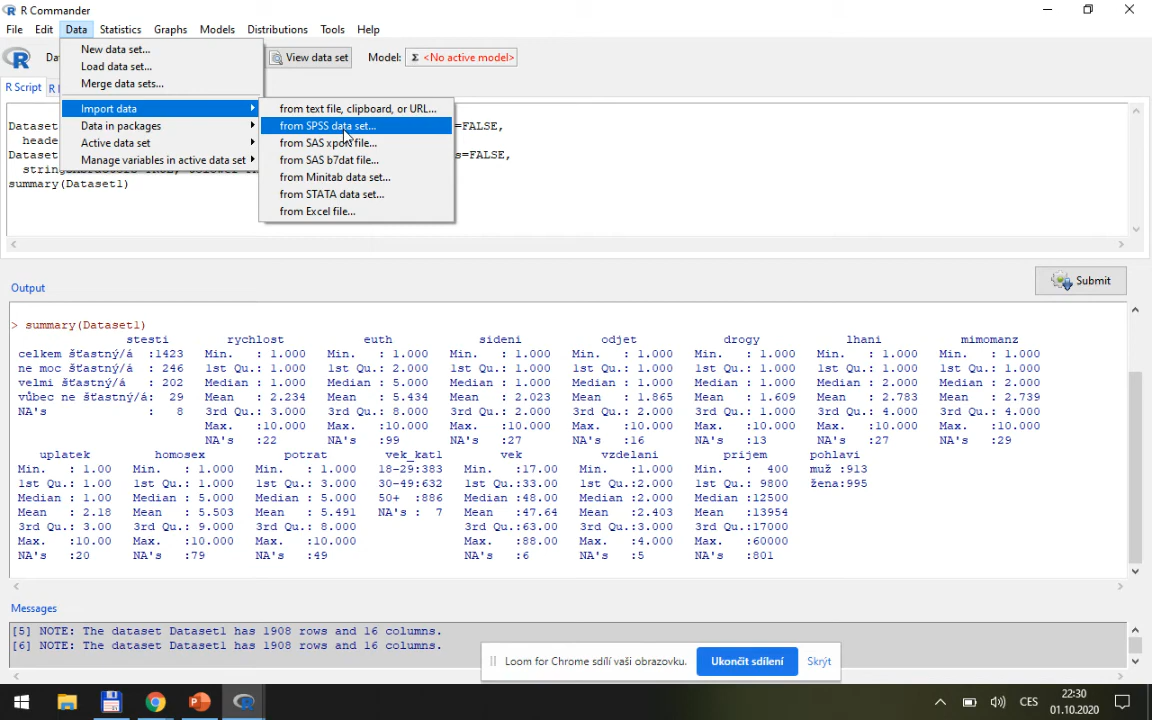 R Commander
File Edit Data Statistics Graphs Models Distributions Tools Help
Da
View data set
Model: Σ <No active model>
R Script
R
New data set...
Load data set...
Merge data sets...
Import data
Data in packages
Active data set
Manage variables in active data set
from text file, clipboard, or URL...
from SPSS data set...
from SAS xport file...
from SAS b7dat file...
from Minitab data set...
from STATA data set...
from Excel file...
Dataset =FALSE,
heade
Dataset s=FALSE,
summary(Dataset1)
Submit
Output
> summary(Dataset1)
stesti rychlost euth sideni odjet drogy lhani mimomanz
celkem šťastný/á :1423 Min. : 1.000 Min. : 1.000 Min. : 1.000 Min. : 1.000 Min. : 1.000 Min. : 1.000 Min. : 1.000
ne moc šťastný/á : 246 1st Qu.: 1.000 1st Qu.: 2.000 1st Qu.: 1.000 1st Qu.: 1.000 1st Qu.: 1.000 1st Qu.: 1.000 1st Qu.: 1.000
velmi šťastný/á : 202 Median : 1.000 Median : 5.000 Median : 1.000 Median : 1.000 Median : 1.000 Median : 2.000 Median : 2.000
vůbec ne šťastný/á: 29 Mean : 2.234 Mean : 5.434 Mean : 2.023 Mean : 1.865 Mean : 1.609 Mean : 2.783 Mean : 2.739
NA's : 8 3rd Qu.: 3.000 3rd Qu.: 8.000 3rd Qu.: 2.000 3rd Qu.: 2.000 3rd Qu.: 1.000 3rd Qu.: 4.000 3rd Qu.: 4.000
Max. :10.000 Max. :10.000 Max. :10.000 Max. :10.000 Max. :10.000 Max. :10.000 Max. :10.000
NA's :22 NA's :99 NA's :27 NA's :16 NA's :13 NA's :27 NA's :29
uplatek homosex potrat vek_kat1 vek vzdelani prijem pohlavi
Min. : 1.00 Min. : 1.000 Min. : 1.000 18-29:383 Min. :17.00 Min. :1.000 Min. : 400 muž :913
1st Qu.: 1.00 1st Qu.: 1.000 1st Qu.: 3.000 30-49:632 1st Qu.:33.00 1st Qu.:2.000 1st Qu.: 9800 žena:995
Median : 1.00 Median : 5.000 Median : 5.000 50+ :886 Median :48.00 Median :2.000 Median :12500
Mean : 2.18 Mean : 5.503 Mean : 5.491 NA's : 7 Mean :47.64 Mean :2.403 Mean :13954
3rd Qu.: 3.00 3rd Qu.: 9.000 3rd Qu.: 8.000 3rd Qu.:63.00 3rd Qu.:3.000 3rd Qu.:17000
Max. :10.00 Max. :10.000 Max. :10.000 Max. :88.00 Max. :4.000 Max. :60000
NA's :20 NA's :79 NA's :49 NA's :6 NA's :5 NA's :801
Messages
[5] NOTE: The dataset Dataset1 has 1908 rows and 16 columns.
[6] NOTE: The dataset Dataset1 has 1908 rows and 16 columns.
Loom for Chrome sdílí vaši obrazovku. Ukončit sdílení Skrýt
CES
22:30
01.10.2020